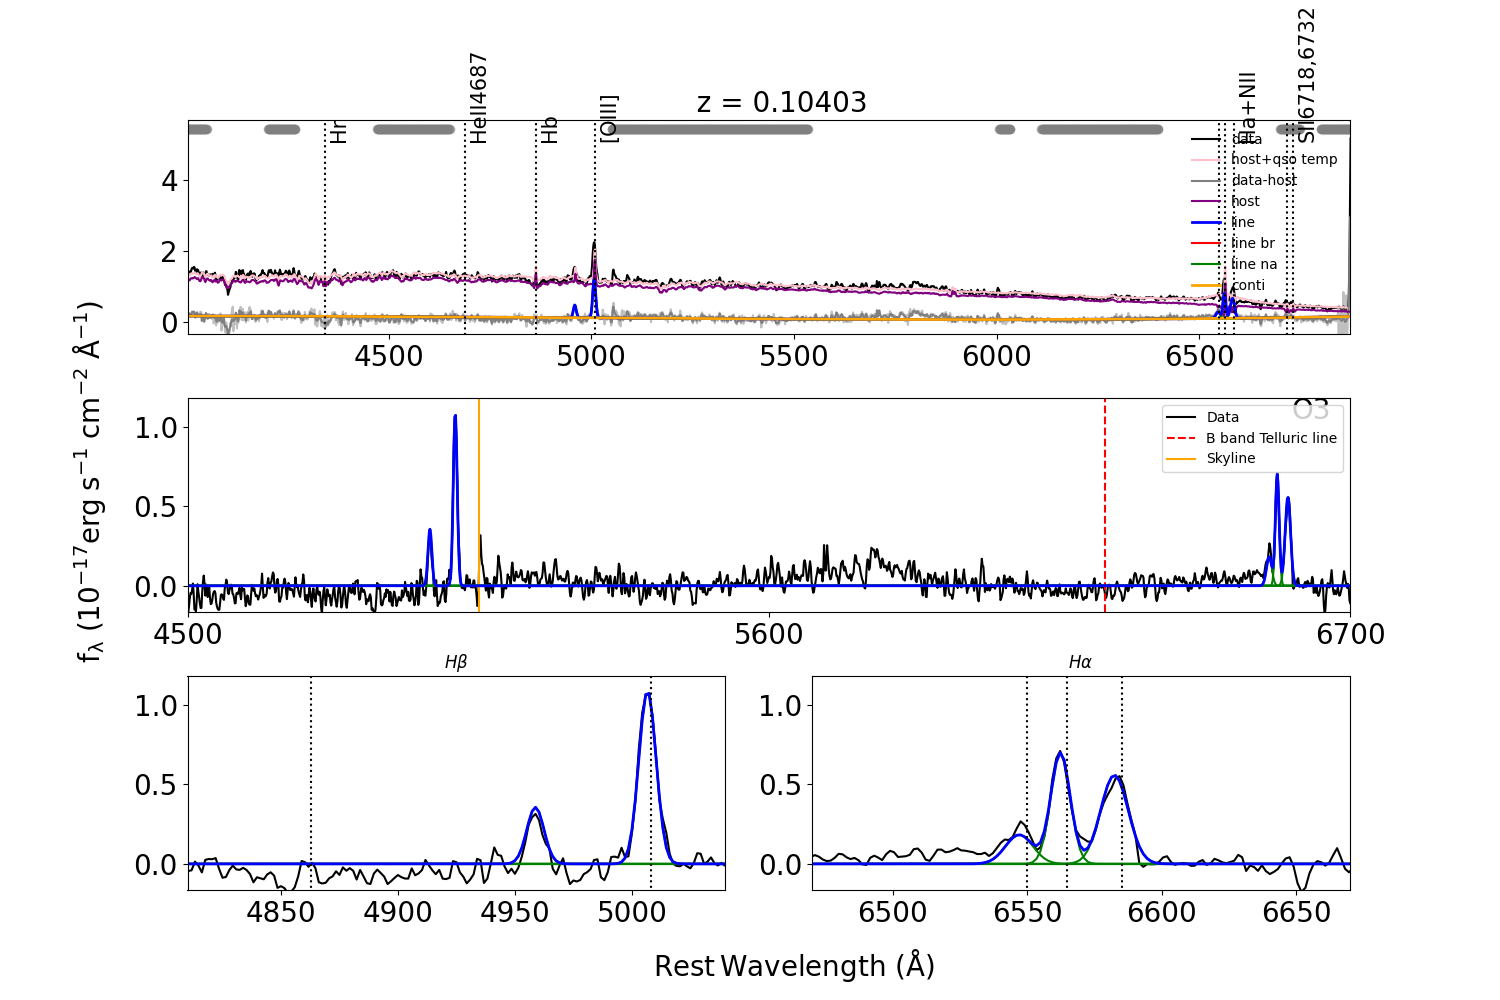 z = 0.10403
Hr
HeII4687
Hb
[OIII]
Ha+NII
SII6718,6732
data
host+qso temp
data-host
host
line
line br
line na
conti
4
2
0
4500
5000
5500
6000
6500
f_λ (10^{-17}erg s^{-1} cm^{-2} Å^{-1})
O3
Data
B band Telluric line
Skyline
1.0
0.5
0.0
4500
5600
6700
Hβ
1.0
0.5
0.0
4850
4900
4950
5000
Hα
1.0
0.5
0.0
6500
6550
6600
6650
Rest Wavelength (Å)